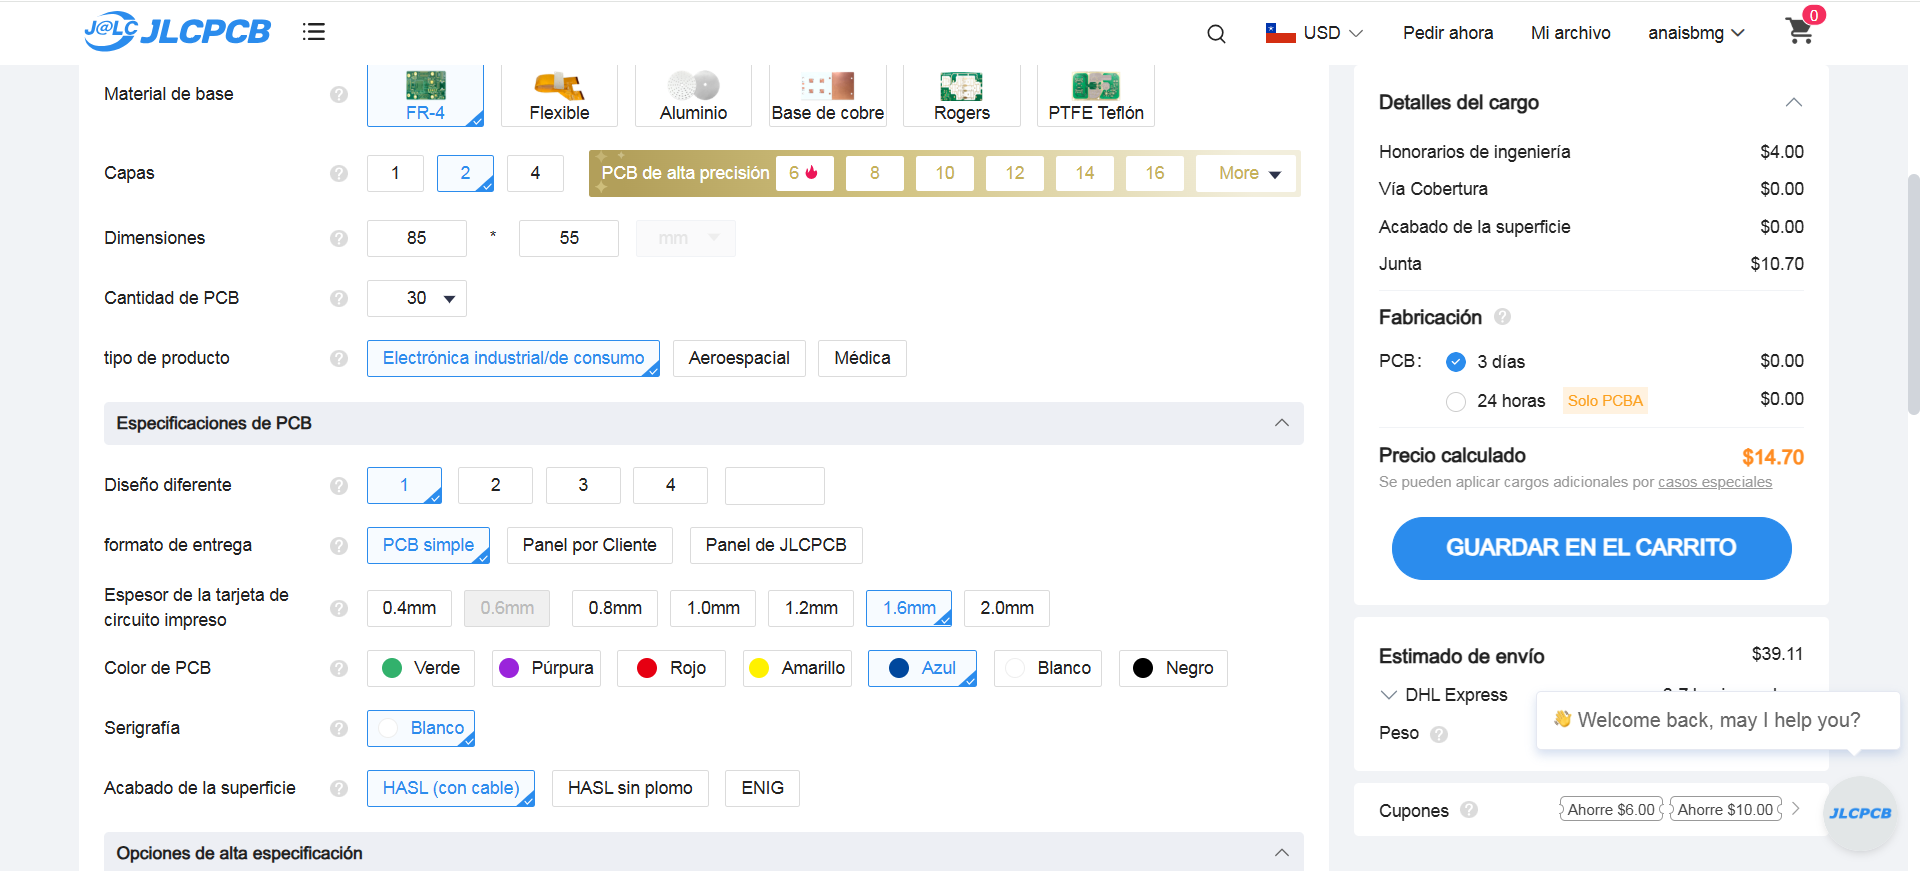 J@LC JLCPCB
USD
Pedir ahora
Mi archivo
anaisbmg
0
Material de base
FR-4
Flexible
Aluminio
Base de cobre
Rogers
PTFE Teflón
Capas
1
2
4
PCB de alta precisión
6
8
10
12
14
16
More
Dimensiones
85
*
55
mm
Cantidad de PCB
30
tipo de producto
Electrónica industrial/de consumo
Aeroespacial
Médica
Especificaciones de PCB
Diseño diferente
1
2
3
4
formato de entrega
PCB simple
Panel por Cliente
Panel de JLCPCB
Espesor de la tarjeta de
circuito impreso
0.4mm
0.6mm
0.8mm
1.0mm
1.2mm
1.6mm
2.0mm
Color de PCB
Verde
Púrpura
Rojo
Amarillo
Azul
Blanco
Negro
Serigrafía
Blanco
Acabado de la superficie
HASL (con cable)
HASL sin plomo
ENIG
Opciones de alta especificación
Detalles del cargo
Honorarios de ingeniería $4.00
Vía Cobertura $0.00
Acabado de la superficie $0.00
Junta $10.70
Fabricación
PCB: 3 días $0.00
24 horas Solo PCBA $0.00
Precio calculado $14.70
Se pueden aplicar cargos adicionales por casos especiales
GUARDAR EN EL CARRITO
Estimado de envío $39.11
DHL Express
Peso
👋 Welcome back, may I help you?
Cupones Ahorre $6.00 Ahorre $10.00
JLCPCB